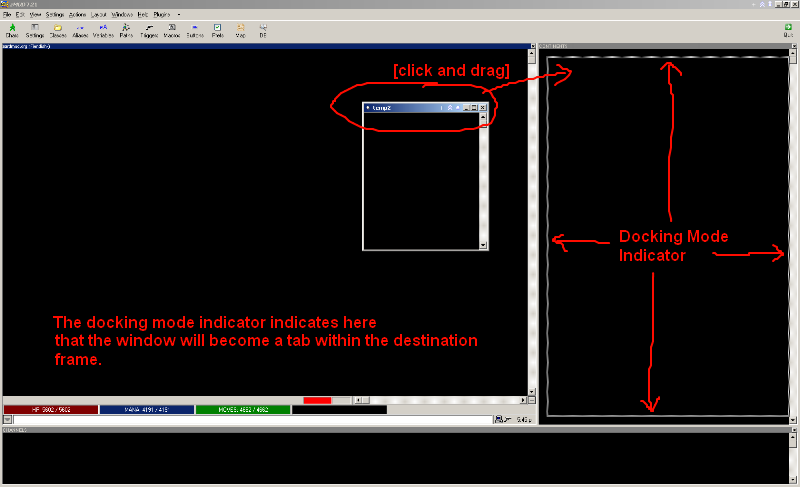 File Edit View Settings Actions Layout Windows Help Plugins
Chars Settings Classes Aliases Variables Paths Triggers Macros Buttons Prefs Map DB Quit
[click and drag]
temp2
Docking Mode
Indicator
The docking mode indicator indicates here
that the window will become a tab within the destination
frame.
HP: 5602 / 5602 MANA: 4191 / 4191 MOVES: 4662 / 4662